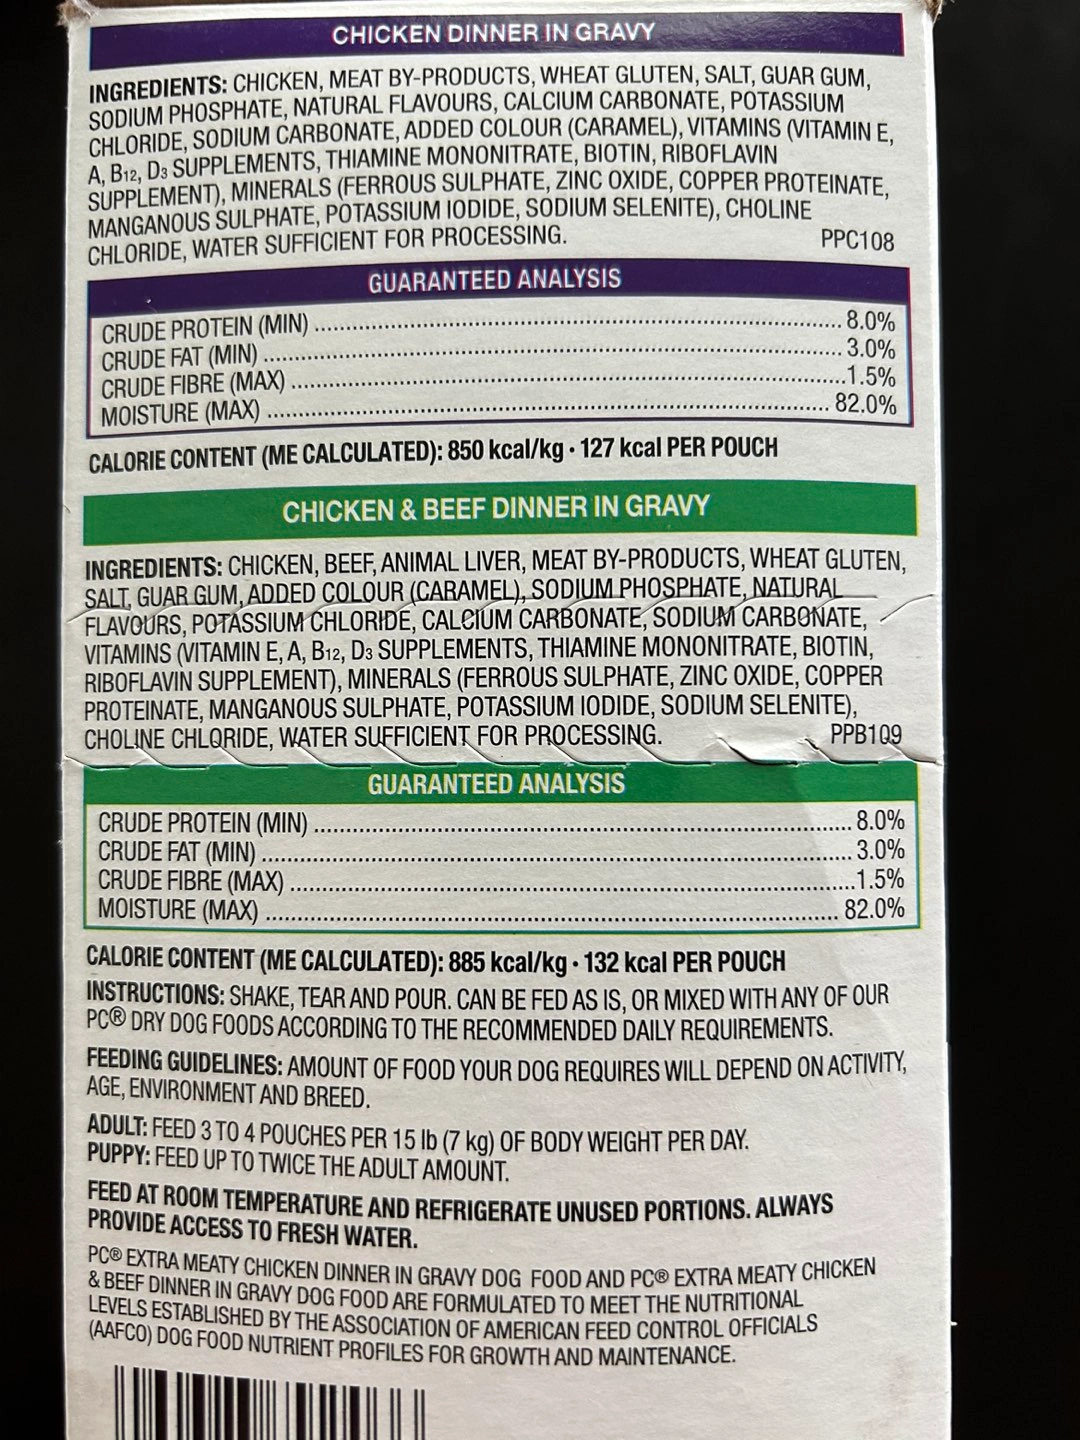 CHICKEN DINNER IN GRAVY
INGREDIENTS: CHICKEN, MEAT BY-PRODUCTS, WHEAT GLUTEN, SALT, GUAR GUM,
SODIUM PHOSPHATE, NATURAL FLAVOURS, CALCIUM CARBONATE, POTASSIUM
CHLORIDE, SODIUM CARBONATE, ADDED COLOUR (CARAMEL), VITAMINS (VITAMIN E,
A, B12, D3 SUPPLEMENTS, THIAMINE MONONITRATE, BIOTIN, RIBOFLAVIN
SUPPLEMENT), MINERALS (FERROUS SULPHATE, ZINC OXIDE, COPPER PROTEINATE,
MANGANOUS SULPHATE, POTASSIUM IODIDE, SODIUM SELENITE), CHOLINE
CHLORIDE, WATER SUFFICIENT FOR PROCESSING. PPC108
GUARANTEED ANALYSIS
CRUDE PROTEIN (MIN) 8.0%
CRUDE FAT (MIN) 3.0%
CRUDE FIBRE (MAX) 1.5%
MOISTURE (MAX) 82.0%
CALORIE CONTENT (ME CALCULATED): 850 kcal/kg • 127 kcal PER POUCH
CHICKEN & BEEF DINNER IN GRAVY
INGREDIENTS: CHICKEN, BEEF, ANIMAL LIVER, MEAT BY-PRODUCTS, WHEAT GLUTEN,
SALT, GUAR GUM, ADDED COLOUR (CARAMEL), SODIUM PHOSPHATE, NATURAL
FLAVOURS, POTASSIUM CHLORIDE, CALCIUM CARBONATE, SODIUM CARBONATE,
VITAMINS (VITAMIN E, A, B12, D3 SUPPLEMENTS, THIAMINE MONONITRATE, BIOTIN,
RIBOFLAVIN SUPPLEMENT), MINERALS (FERROUS SULPHATE, ZINC OXIDE, COPPER
PROTEINATE, MANGANOUS SULPHATE, POTASSIUM IODIDE, SODIUM SELENITE),
CHOLINE CHLORIDE, WATER SUFFICIENT FOR PROCESSING. PPB109
GUARANTEED ANALYSIS
CRUDE PROTEIN (MIN) 8.0%
CRUDE FAT (MIN) 3.0%
CRUDE FIBRE (MAX) 1.5%
MOISTURE (MAX) 82.0%
CALORIE CONTENT (ME CALCULATED): 885 kcal/kg • 132 kcal PER POUCH
INSTRUCTIONS: SHAKE, TEAR AND POUR. CAN BE FED AS IS, OR MIXED WITH ANY OF OUR
PC® DRY DOG FOODS ACCORDING TO THE RECOMMENDED DAILY REQUIREMENTS.
FEEDING GUIDELINES: AMOUNT OF FOOD YOUR DOG REQUIRES WILL DEPEND ON ACTIVITY,
AGE, ENVIRONMENT AND BREED.
ADULT: FEED 3 TO 4 POUCHES PER 15 lb (7 kg) OF BODY WEIGHT PER DAY.
PUPPY: FEED UP TO TWICE THE ADULT AMOUNT.
FEED AT ROOM TEMPERATURE AND REFRIGERATE UNUSED PORTIONS. ALWAYS
PROVIDE ACCESS TO FRESH WATER.
PC® EXTRA MEATY CHICKEN DINNER IN GRAVY DOG FOOD AND PC® EXTRA MEATY CHICKEN
& BEEF DINNER IN GRAVY DOG FOOD ARE FORMULATED TO MEET THE NUTRITIONAL
LEVELS ESTABLISHED BY THE ASSOCIATION OF AMERICAN FEED CONTROL OFFICIALS
(AAFCO) DOG FOOD NUTRIENT PROFILES FOR GROWTH AND MAINTENANCE.